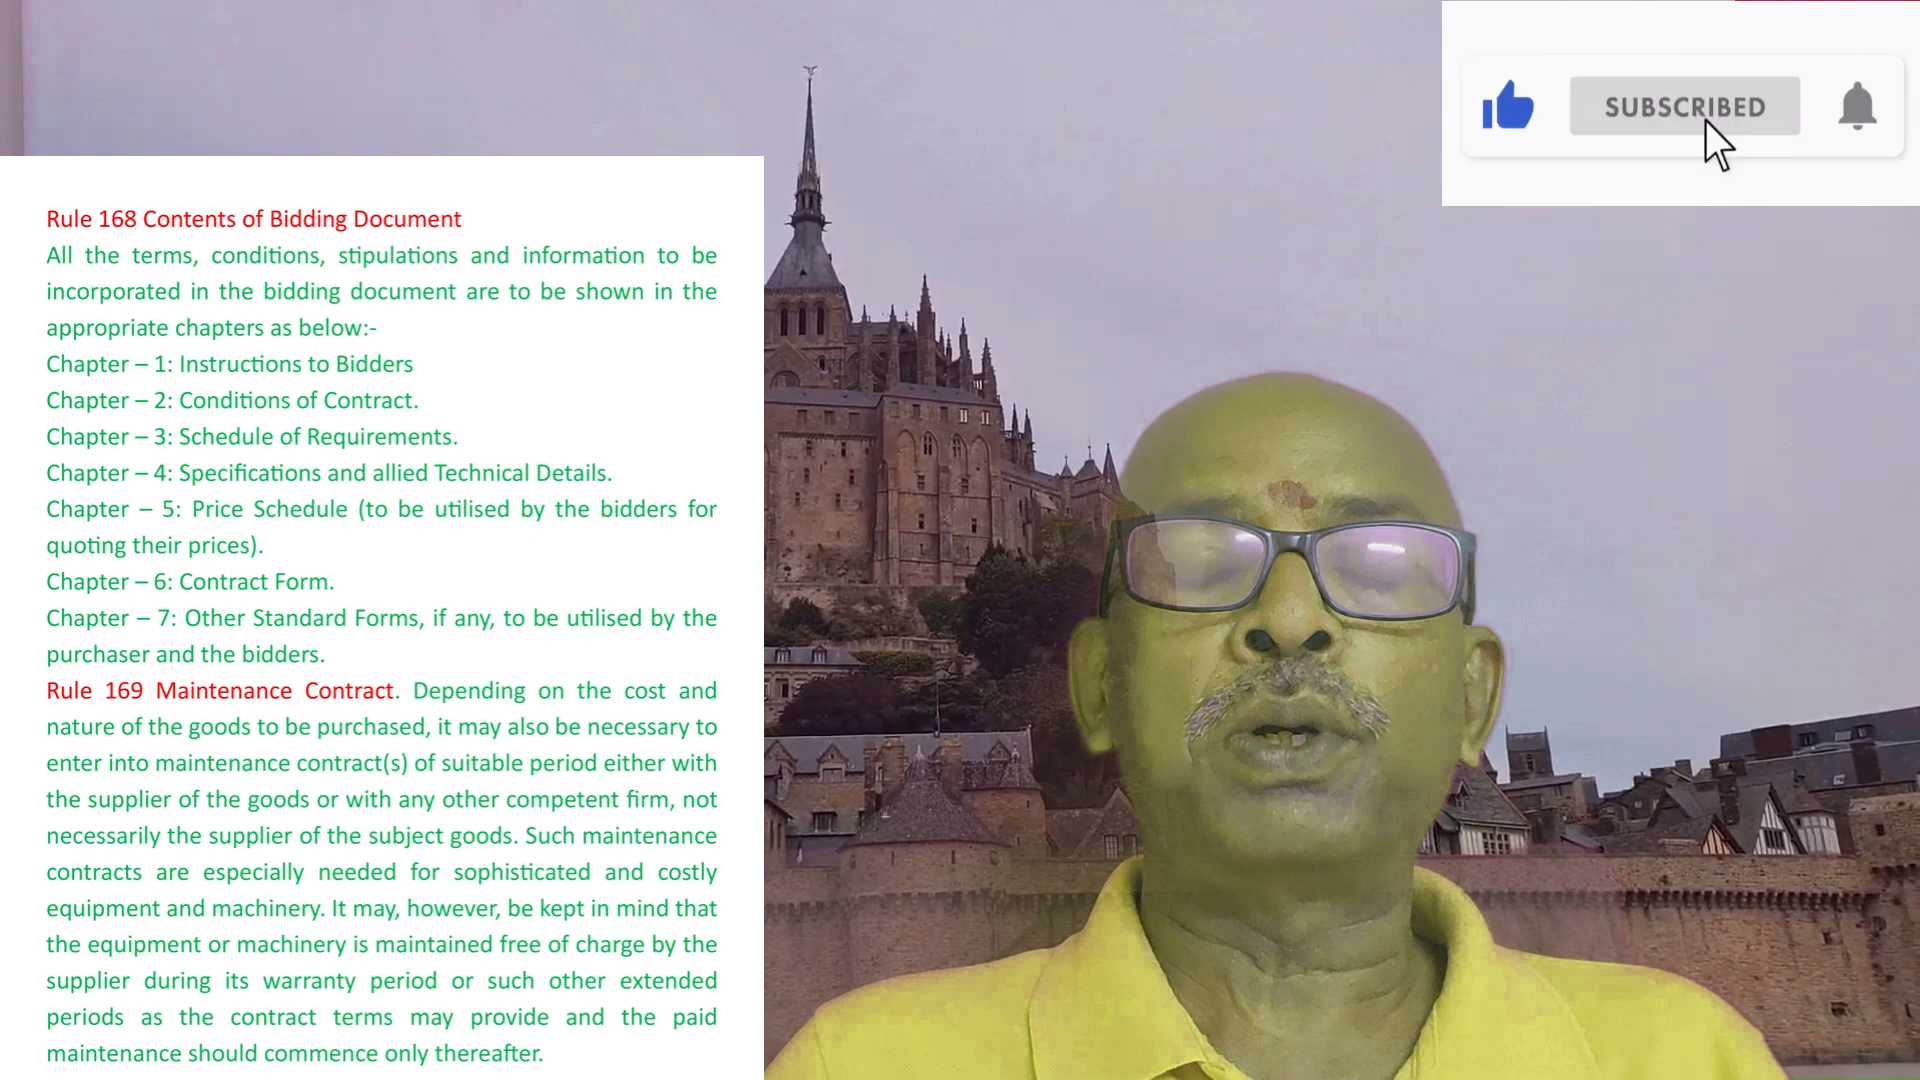 SUBSCRIBED
Rule 168 Contents of Bidding Document
All the terms, conditions, stipulations and information to be
incorporated in the bidding document are to be shown in the
appropriate chapters as below:-
Chapter – 1: Instructions to Bidders
Chapter – 2: Conditions of Contract.
Chapter – 3: Schedule of Requirements.
Chapter – 4: Specifications and allied Technical Details.
Chapter – 5: Price Schedule (to be utilised by the bidders for
quoting their prices).
Chapter – 6: Contract Form.
Chapter – 7: Other Standard Forms, if any, to be utilised by the
purchaser and the bidders.
Rule 169 Maintenance Contract. Depending on the cost and
nature of the goods to be purchased, it may also be necessary to
enter into maintenance contract(s) of suitable period either with
the supplier of the goods or with any other competent firm, not
necessarily the supplier of the subject goods. Such maintenance
contracts are especially needed for sophisticated and costly
equipment and machinery. It may, however, be kept in mind that
the equipment or machinery is maintained free of charge by the
supplier during its warranty period or such other extended
periods as the contract terms may provide and the paid
maintenance should commence only thereafter.